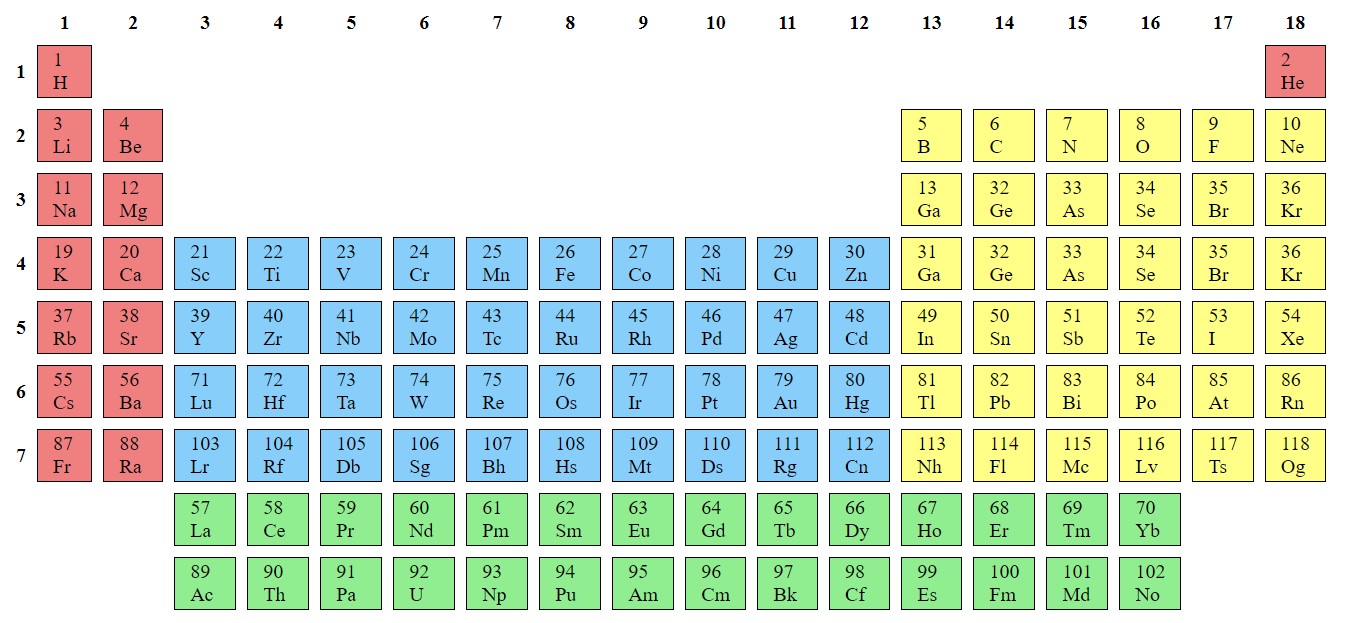 1 2 3 4 5 6 7 8 9 10 11 12 13 14 15 16 17 18
1 1 2
H He
2 3 4 5 6 7 8 9 10
Li Be B C N O F Ne
3 11 12 13 32 33 34 35 36
Na Mg Ga Ge As Se Br Kr
4 19 20 21 22 23 24 25 26 27 28 29 30 31 32 33 34 35 36
K Ca Sc Ti V Cr Mn Fe Co Ni Cu Zn Ga Ge As Se Br Kr
5 37 38 39 40 41 42 43 44 45 46 47 48 49 50 51 52 53 54
Rb Sr Y Zr Nb Mo Tc Ru Rh Pd Ag Cd In Sn Sb Te I Xe
6 55 56 71 72 73 74 75 76 77 78 79 80 81 82 83 84 85 86
Cs Ba Lu Hf Ta W Re Os Ir Pt Au Hg Tl Pb Bi Po At Rn
7 87 88 103 104 105 106 107 108 109 110 111 112 113 114 115 116 117 118
Fr Ra Lr Rf Db Sg Bh Hs Mt Ds Rg Cn Nh Fl Mc Lv Ts Og
57 58 59 60 61 62 63 64 65 66 67 68 69 70
La Ce Pr Nd Pm Sm Eu Gd Tb Dy Ho Er Tm Yb
89 90 91 92 93 94 95 96 97 98 99 100 101 102
Ac Th Pa U Np Pu Am Cm Bk Cf Es Fm Md No